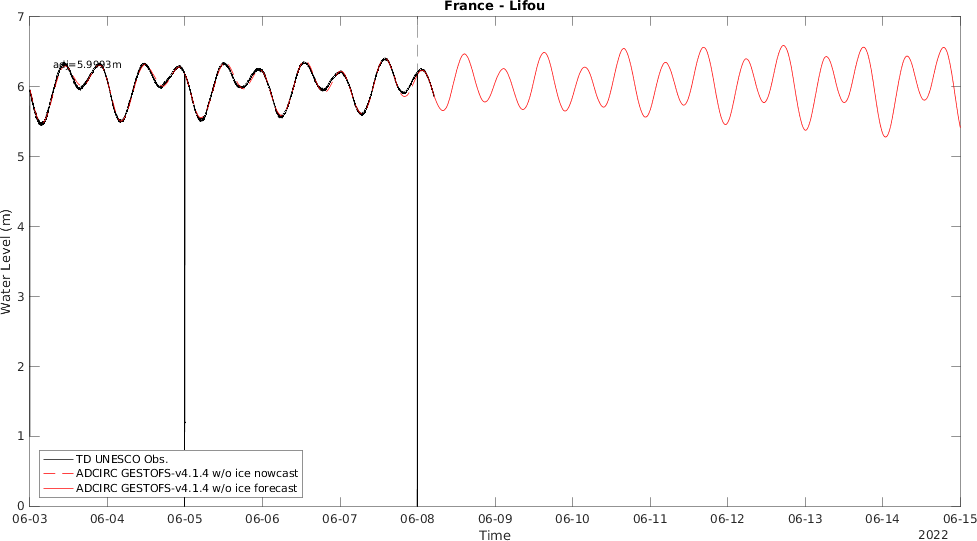 France - Lifou
7
6
5
4
3
2
1
0
Water Level (m)
adj=5.9993m
TD UNESCO Obs.
ADCIRC GESTOFS-v4.1.4 w/o ice nowcast
ADCIRC GESTOFS-v4.1.4 w/o ice forecast
06-03 06-04 06-05 06-06 06-07 06-08 06-09 06-10 06-11 06-12 06-13 06-14 06-15
Time
2022